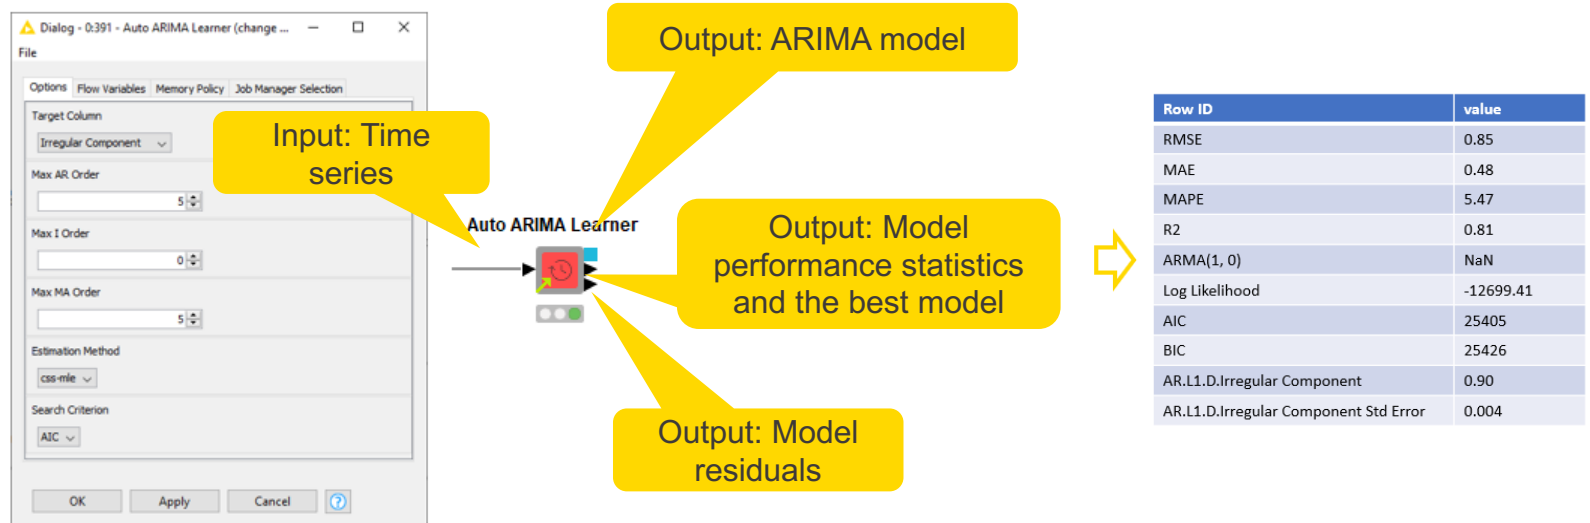 Dialog - 0:391 - Auto ARIMA Learner (change ...
File
Options Flow Variables Memory Policy Job Manager Selection
Target Column
Irregular Component
Max AR Order
5
Max I Order
0
Max MA Order
5
Estimation Method
css-mle
Search Criterion
AIC
OK Apply Cancel ?
Input: Time
series
Output: ARIMA model
Auto ARIMA Learner
Output: Model
performance statistics
and the best model
Output: Model
residuals
Row ID value
RMSE 0.85
MAE 0.48
MAPE 5.47
R2 0.81
ARMA(1, 0) NaN
Log Likelihood -12699.41
AIC 25405
BIC 25426
AR.L1.D.Irregular Component 0.90
AR.L1.D.Irregular Component Std Error 0.004